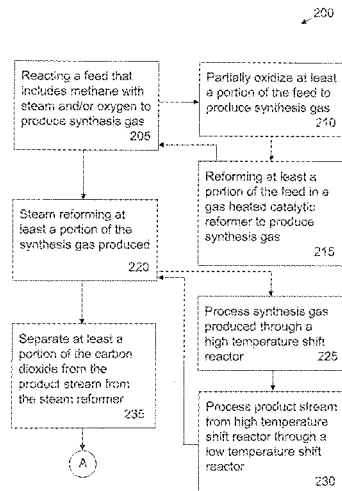 200
Reacting a feed that
includes methane with
steam and/or oxygen to
produce synthesis gas
205
Partially oxidize at least
a portion of the feed to
produce synthesis gas
210
Reforming at least a
portion of the feed in a
gas heated catalytic
reformer to produce
synthesis gas
215
Steam reforming at
least a portion of the
synthesis gas produced
220
Process synthesis gas
produced through a
high temperature shift
reactor
225
Separate at least a
portion of the carbon
dioxide from the
product stream from
the steam reformer
235
Process product stream
from high temperature
shift reactor through a
low temperature shift
reactor
230
A